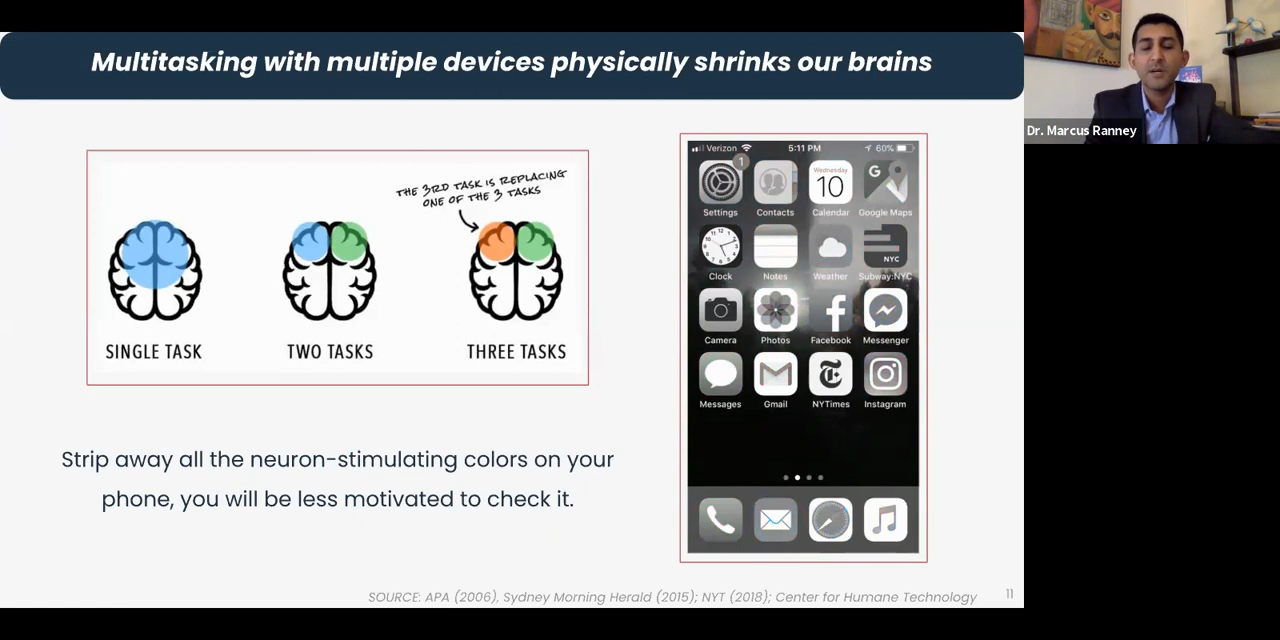 Multitasking with multiple devices physically shrinks our brains
Dr. Marcus Ranney
THE 3RD TASK IS REPLACING
ONE OF THE 3 TASKS
SINGLE TASK
TWO TASKS
THREE TASKS
Strip away all the neuron-stimulating colors on your
phone, you will be less motivated to check it.
Verizon 5:11 PM 60%
1
Wednesday
10
G
Settings Contacts Calendar Google Maps
12
NYC
Clock Notes Weather Subway:NYC
f
Camera Photos Facebook Messenger
T
Messages Gmail NYTimes Instagram
SOURCE: APA (2006), Sydney Morning Herald (2015); NYT (2018); Center for Humane Technology
11